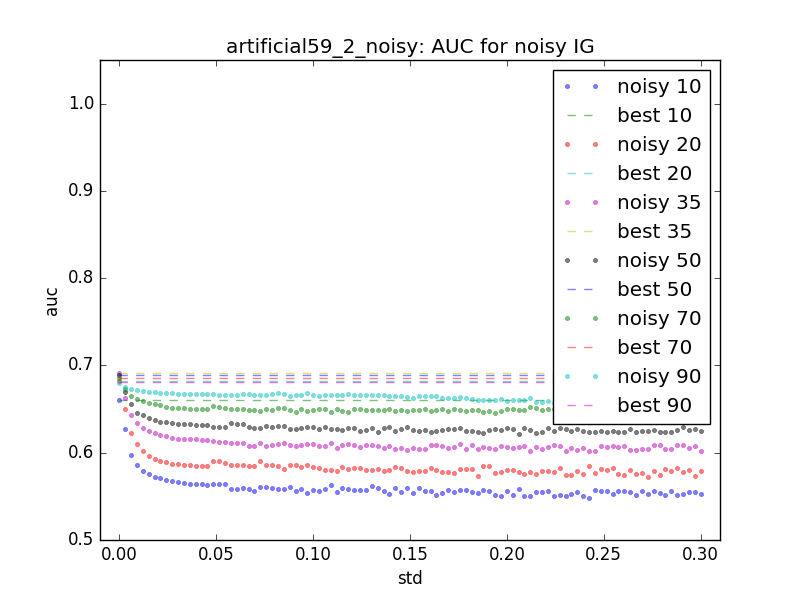 artificial59_2_noisy: AUC for noisy IG
1.0
0.9
0.8
0.7
0.6
0.5
auc
noisy 10
best 10
noisy 20
best 20
noisy 35
best 35
noisy 50
best 50
noisy 70
best 70
noisy 90
best 90
0.00 0.05 0.10 0.15 0.20 0.25 0.30
std